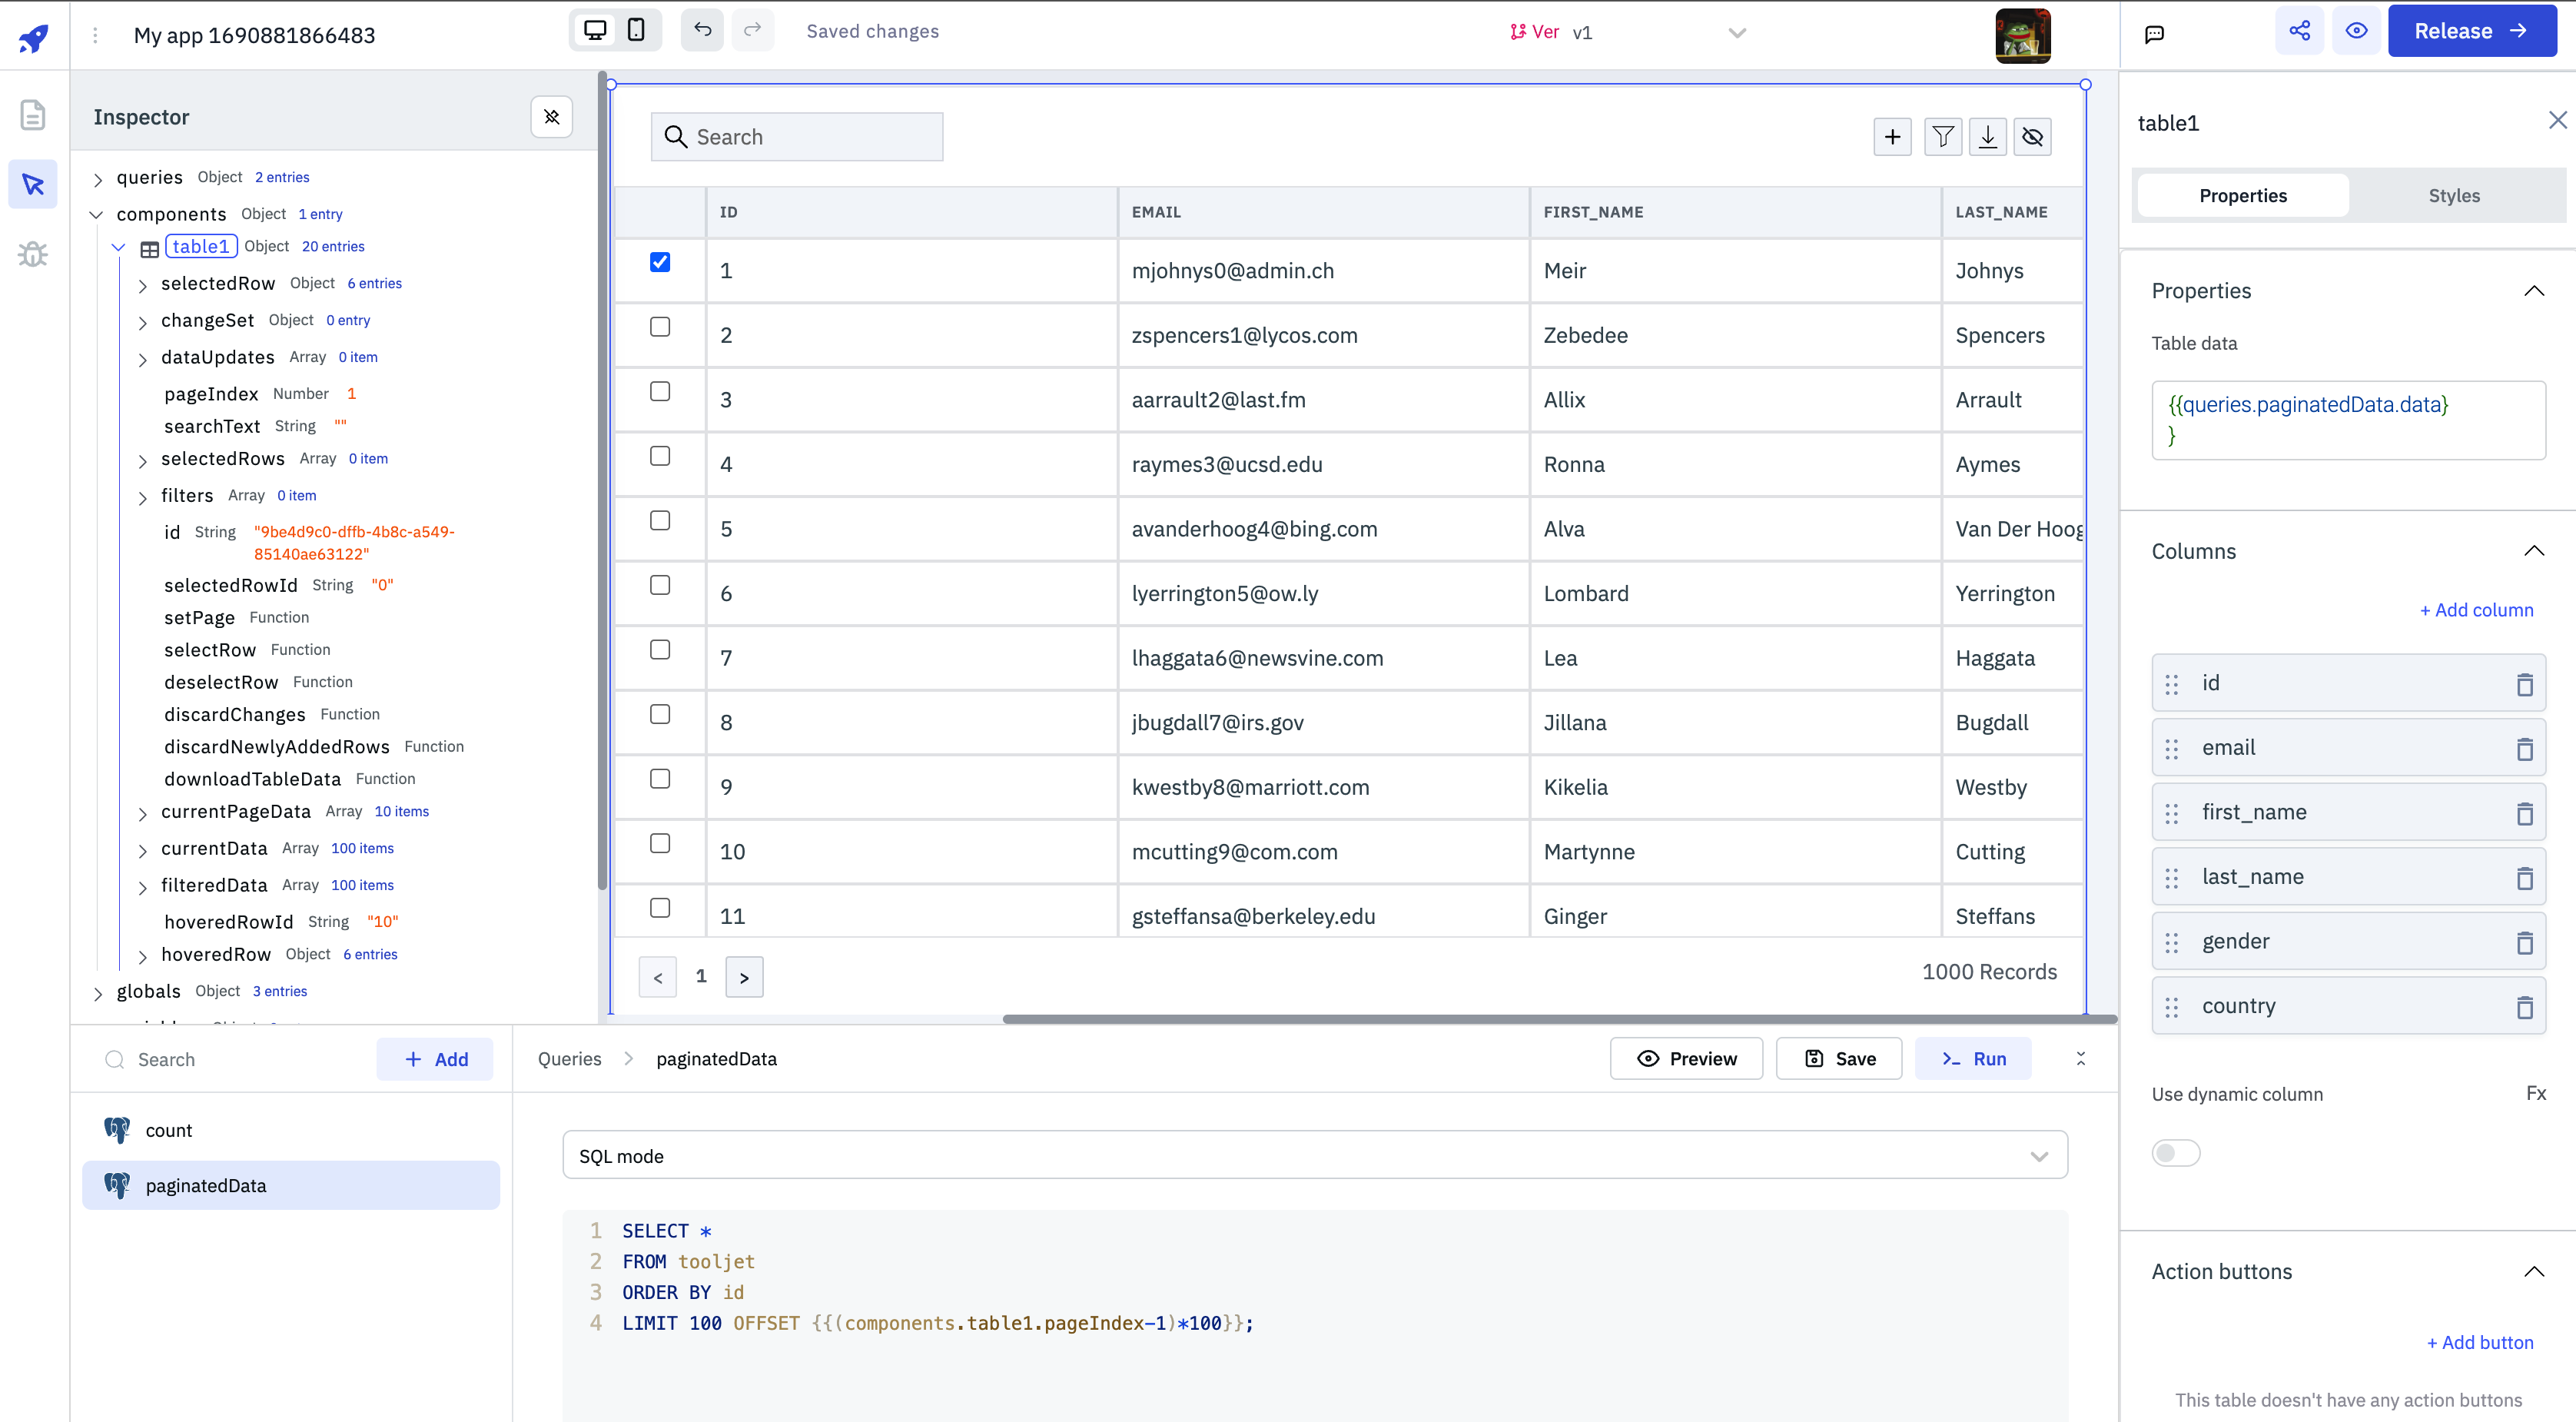 My app 1690881866483
Saved changes
Ver v1
Release
Inspector
queries Object 2 entries
components Object 1 entry
table1 Object 20 entries
selectedRow Object 6 entries
changeSet Object 0 entry
dataUpdates Array 0 item
pageIndex Number 1
searchText String ""
selectedRows Array 0 item
filters Array 0 item
id String "9be4d9c0-dffb-4b8c-a549-
85140ae63122"
selectedRowId String "0"
setPage Function
selectRow Function
deselectRow Function
discardChanges Function
discardNewlyAddedRows Function
downloadTableData Function
currentPageData Array 10 items
currentData Array 100 items
filteredData Array 100 items
hoveredRowId String "10"
hoveredRow Object 6 entries
globals Object 3 entries
Search
ID EMAIL FIRST_NAME LAST_NAME
1 mjohnys0@admin.ch Meir Johnys
2 zspencers1@lycos.com Zebedee Spencers
3 aarrault2@last.fm Allix Arrault
4 raymes3@ucsd.edu Ronna Aymes
5 avanderhoog4@bing.com Alva Van Der Hoog
6 lyerrington5@ow.ly Lombard Yerrington
7 lhaggata6@newsvine.com Lea Haggata
8 jbugdall7@irs.gov Jillana Bugdall
9 kwestby8@marriott.com Kikelia Westby
10 mcutting9@com.com Martynne Cutting
11 gsteffansa@berkeley.edu Ginger Steffans
< 1 >
1000 Records
table1
Properties Styles
Properties
Table data
{{queries.paginatedData.data}
}
Columns
+ Add column
id
email
first_name
last_name
gender
country
Use dynamic column Fx
Action buttons
+ Add button
This table doesn't have any action buttons
Search
+ Add
count
paginatedData
Queries > paginatedData
Preview
Save
Run
SQL mode
1 SELECT *
2 FROM tooljet
3 ORDER BY id
4 LIMIT 100 OFFSET {{(components.table1.pageIndex-1)*100}};